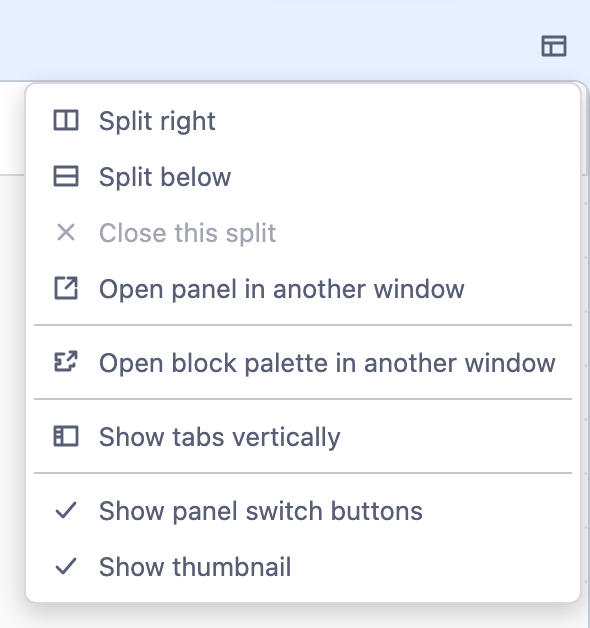 Split right
Split below
Close this split
Open panel in another window
Open block palette in another window
Show tabs vertically
Show panel switch buttons
Show thumbnail